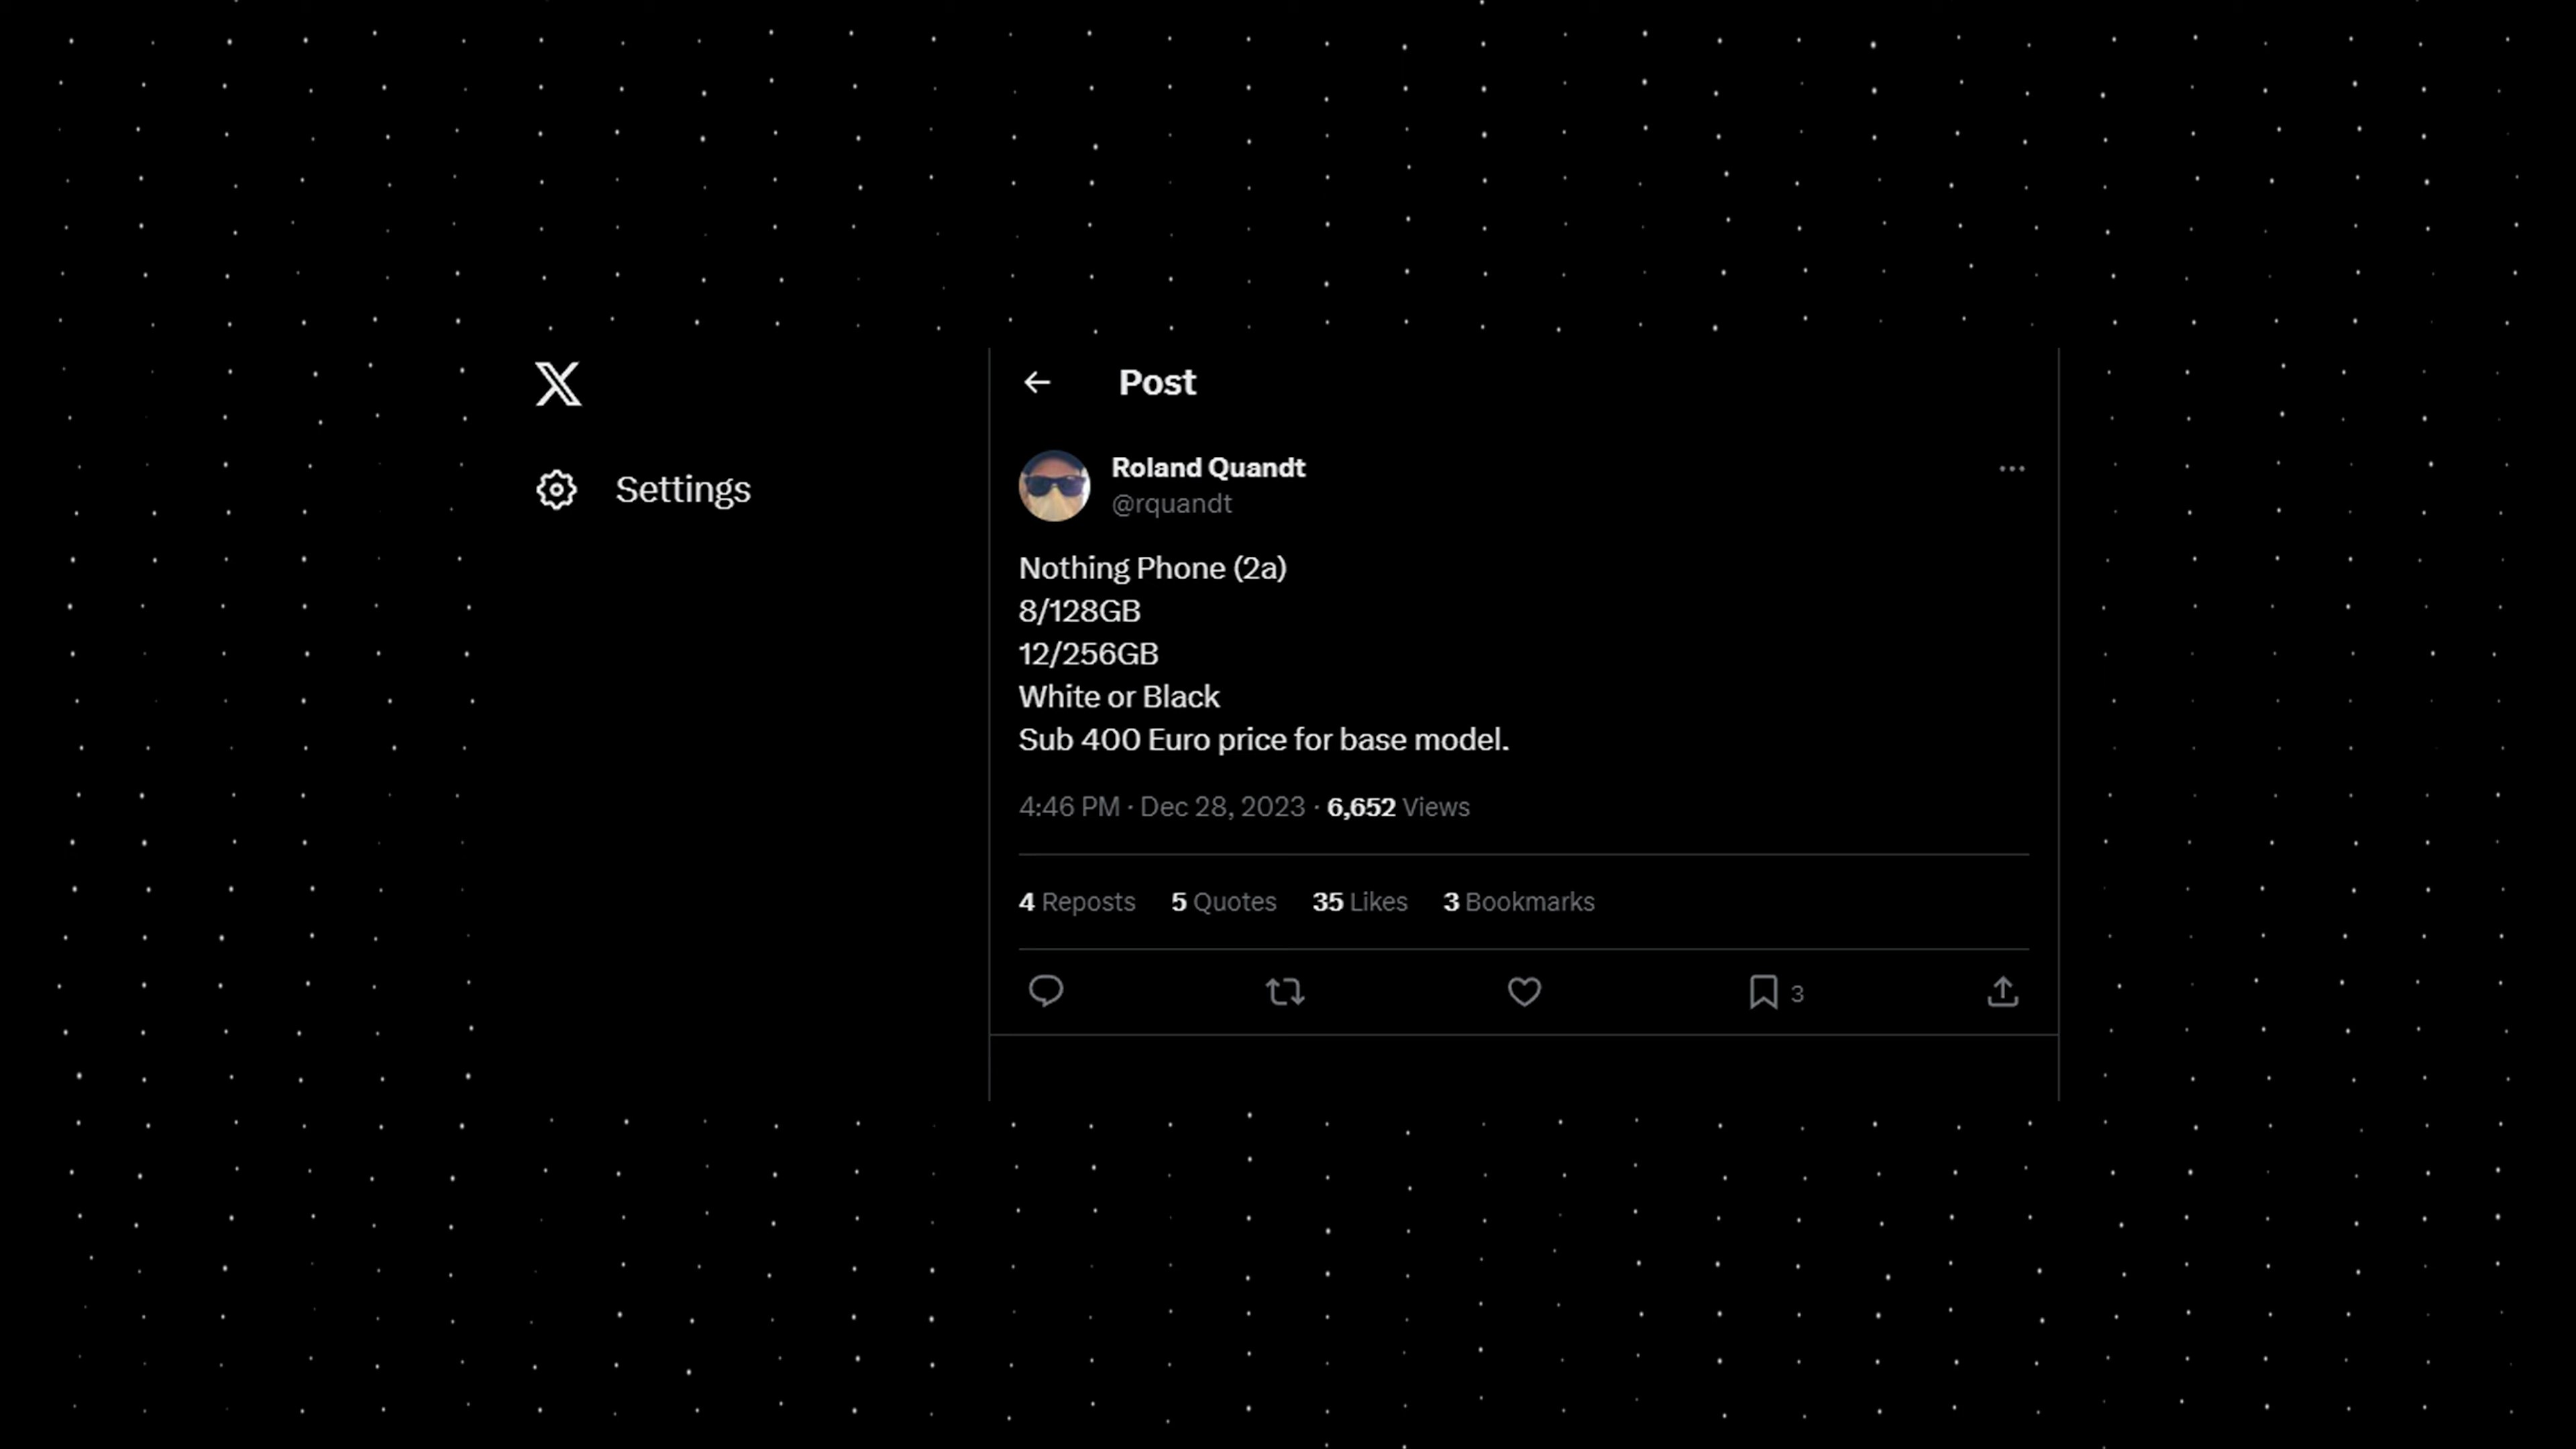 Settings
Post
Roland Quandt
@rquandt
Nothing Phone (2a)
8/128GB
12/256GB
White or Black
Sub 400 Euro price for base model.
4:46 PM · Dec 28, 2023 · 6,652 Views
4 Reposts 5 Quotes 35 Likes 3 Bookmarks
3